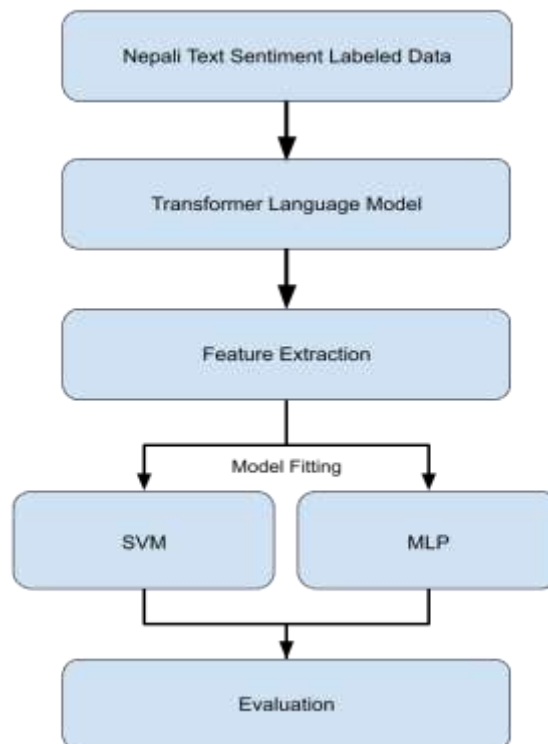 Nepali Text Sentiment Labeled Data
Transformer Language Model
Feature Extraction
Model Fitting
SVM
MLP
Evaluation